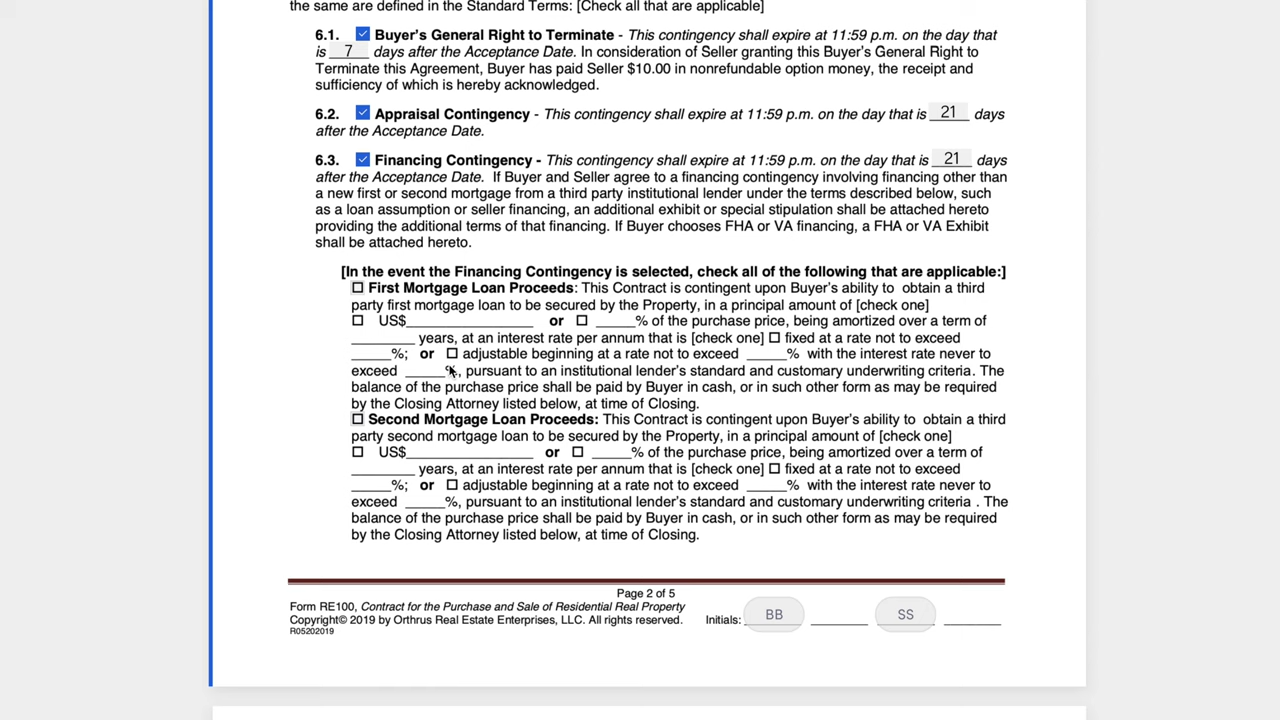 the same are defined in the Standard Terms: [Check all that are applicable]
6.1. Buyer's General Right to Terminate - This contingency shall expire at 11:59 p.m. on the day that
is 7 days after the Acceptance Date. In consideration of Seller granting this Buyer's General Right to
Terminate this Agreement, Buyer has paid Seller $10.00 in nonrefundable option money, the receipt and
sufficiency of which is hereby acknowledged.
6.2. Appraisal Contingency - This contingency shall expire at 11:59 p.m. on the day that is 21 days
after the Acceptance Date.
6.3. Financing Contingency - This contingency shall expire at 11:59 p.m. on the day that is 21 days
after the Acceptance Date. If Buyer and Seller agree to a financing contingency involving financing other than
a new first or second mortgage from a third party institutional lender under the terms described below, such
as a loan assumption or seller financing, an additional exhibit or special stipulation shall be attached hereto
providing the additional terms of that financing. If Buyer chooses FHA or VA financing, a FHA or VA Exhibit
shall be attached hereto.
[In the event the Financing Contingency is selected, check all of the following that are applicable:]
☐ First Mortgage Loan Proceeds: This Contract is contingent upon Buyer's ability to obtain a third
party first mortgage loan to be secured by the Property, in a principal amount of [check one]
☐ US$________________ or ☐ _____% of the purchase price, being amortized over a term of
________ years, at an interest rate per annum that is [check one] ☐ fixed at a rate not to exceed
_____%; or ☐ adjustable beginning at a rate not to exceed _____% with the interest rate never to
exceed _____%, pursuant to an institutional lender's standard and customary underwriting criteria. The
balance of the purchase price shall be paid by Buyer in cash, or in such other form as may be required
by the Closing Attorney listed below, at time of Closing.
☐ Second Mortgage Loan Proceeds: This Contract is contingent upon Buyer's ability to obtain a third
party second mortgage loan to be secured by the Property, in a principal amount of [check one]
☐ US$________________ or ☐ _____% of the purchase price, being amortized over a term of
________ years, at an interest rate per annum that is [check one] ☐ fixed at a rate not to exceed
_____%; or ☐ adjustable beginning at a rate not to exceed _____% with the interest rate never to
exceed _____%, pursuant to an institutional lender's standard and customary underwriting criteria . The
balance of the purchase price shall be paid by Buyer in cash, or in such other form as may be required
by the Closing Attorney listed below, at time of Closing.
Page 2 of 5
Form RE100, Contract for the Purchase and Sale of Residential Real Property
Copyright© 2019 by Orthrus Real Estate Enterprises, LLC. All rights reserved. Initials: BB ________ SS ________
R05202019